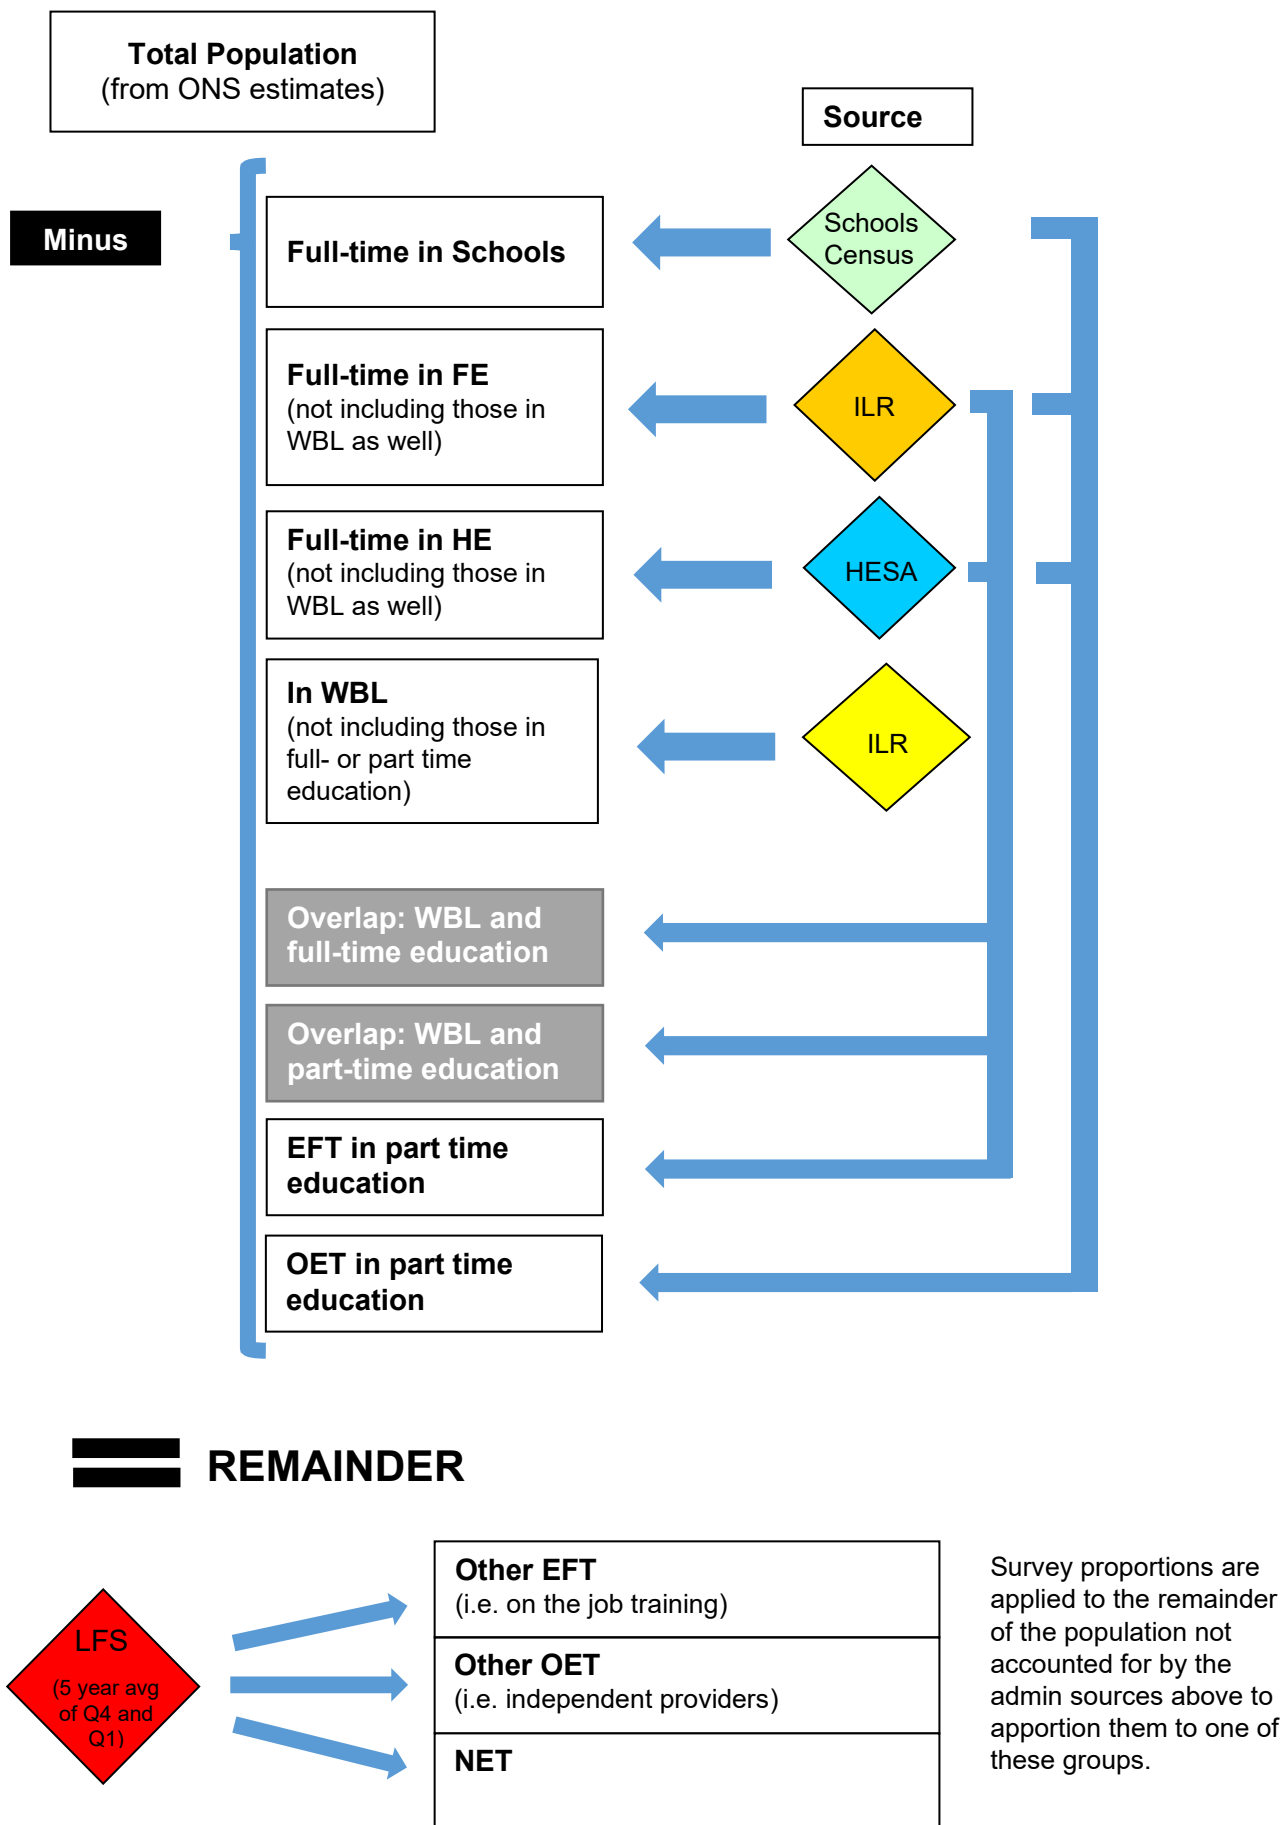 Total Population
(from ONS estimates)
Source
Minus
Full-time in Schools
Schools
Census
Full-time in FE
(not including those in
WBL as well)
ILR
Full-time in HE
(not including those in
WBL as well)
HESA
In WBL
(not including those in
full- or part time
education)
ILR
Overlap: WBL and
full-time education
Overlap: WBL and
part-time education
EFT in part time
education
OET in part time
education
REMAINDER
LFS
(5 year avg
of Q4 and
Q1)
Other EFT
(i.e. on the job training)
Other OET
(i.e. independent providers)
NET
Survey proportions are
applied to the remainder
of the population not
accounted for by the
admin sources above to
apportion them to one of
these groups.